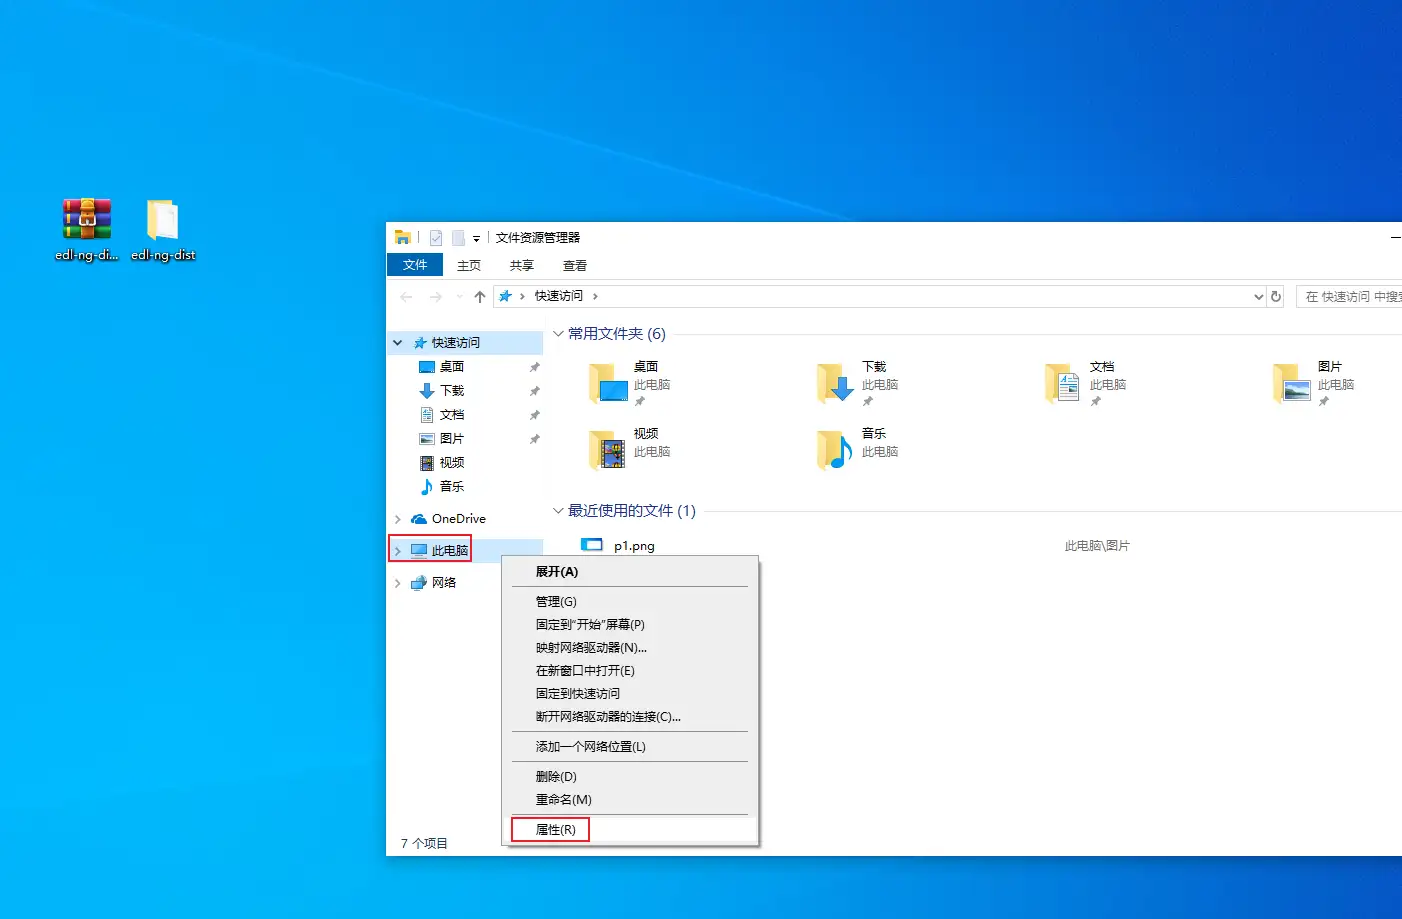 edl-ng-di...
edl-ng-dist
文件资源管理器
文件
主页
共享
查看
快速访问
在 快速访问 中搜
快速访问
桌面
下载
文档
图片
视频
音乐
OneDrive
此电脑
网络
常用文件夹 (6)
桌面
此电脑
下载
此电脑
文档
此电脑
图片
此电脑
视频
此电脑
音乐
此电脑
最近使用的文件 (1)
p1.png
此电脑\图片
展开(A)
管理(G)
固定到"开始"屏幕(P)
映射网络驱动器(N)...
在新窗口中打开(E)
固定到快速访问
断开网络驱动器的连接(C)...
添加一个网络位置(L)
删除(D)
重命名(M)
属性(R)
7 个项目